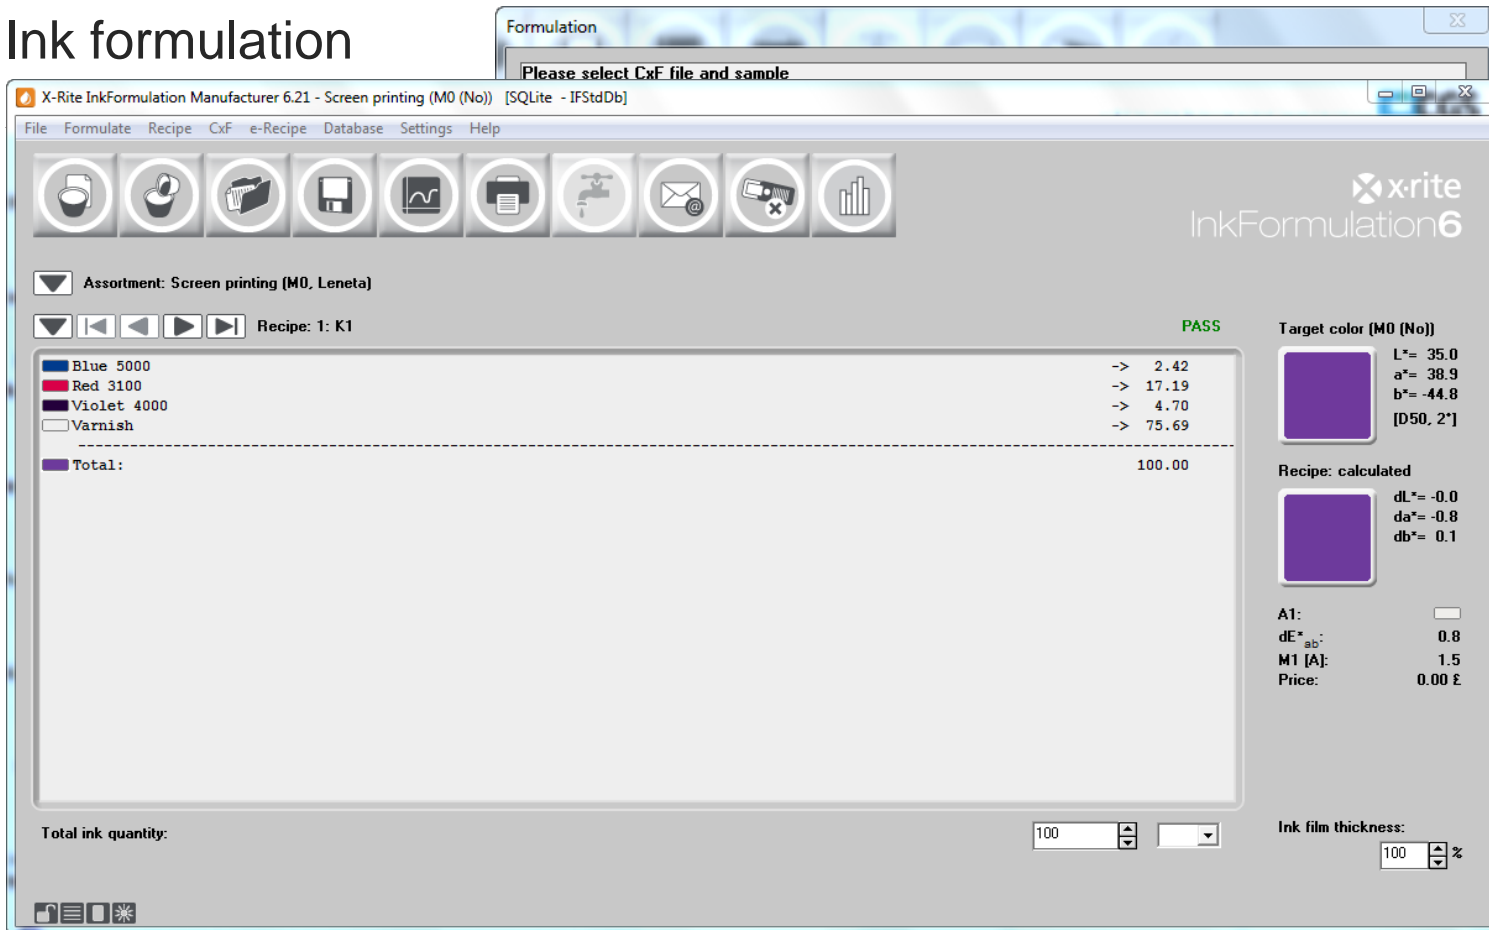 Ink formulation
Formulation
Please select CxF file and sample
X-Rite InkFormulation Manufacturer 6.21 - Screen printing (M0 (No)) [SQLite - IFStdDb]
File Formulate Recipe CxF e-Recipe Database Settings Help
x·rite
InkFormulation6
Assortment: Screen printing (M0, Leneta)
Recipe: 1: K1 PASS
Blue 5000 -> 2.42
Red 3100 -> 17.19
Violet 4000 -> 4.70
Varnish -> 75.69
Total: 100.00
Target color (M0 (No))
L*= 35.0
a*= 38.9
b*= -44.8
[D50, 2°]
Recipe: calculated
dL*= -0.0
da*= -0.8
db*= 0.1
A1:
dE*ab: 0.8
M1 [A]: 1.5
Price: 0.00 £
Total ink quantity: 100
Ink film thickness:
100 %